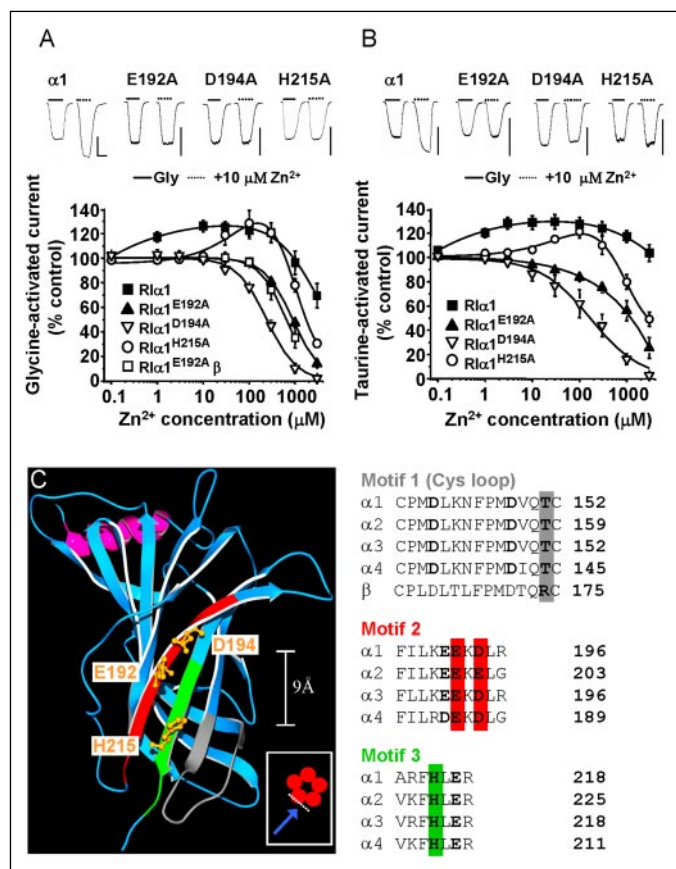 A
α1 E192A D194A H215A
Gly +10 μM Zn2+
Glycine-activated current
(% control)
140
120
100
80
60
40
20
0
RIα1
RIα1E192A
RIα1D194A
RIα1H215A
RIα1E192A β
0.1 1 10 100 1000
Zn2+ concentration (μM)
B
α1 E192A D194A H215A
Taurine-activated current
(% control)
140
120
100
80
60
40
20
0
RIα1
RIα1E192A
RIα1D194A
RIα1H215A
0.1 1 10 100 1000
Zn2+ concentration (μM)
C
E192
D194
H215
9Å
Motif 1 (Cys loop)
α1 CPMDLKNFPMDVQTC 152
α2 CPMDLKNFPMDVQTC 159
α3 CPMDLKNFPMDVQTC 152
α4 CPMDLKNFPMDIQTC 145
β CPLDLTLFPMDTQRC 175
Motif 2
α1 FILKEEKDLR 196
α2 FILKEEKELG 203
α3 FLLKEEKDLR 196
α4 FILRDEKDLG 189
Motif 3
α1 ARFHLER 218
α2 VKFHLER 225
α3 VRFHLER 218
α4 VKFHLER 211